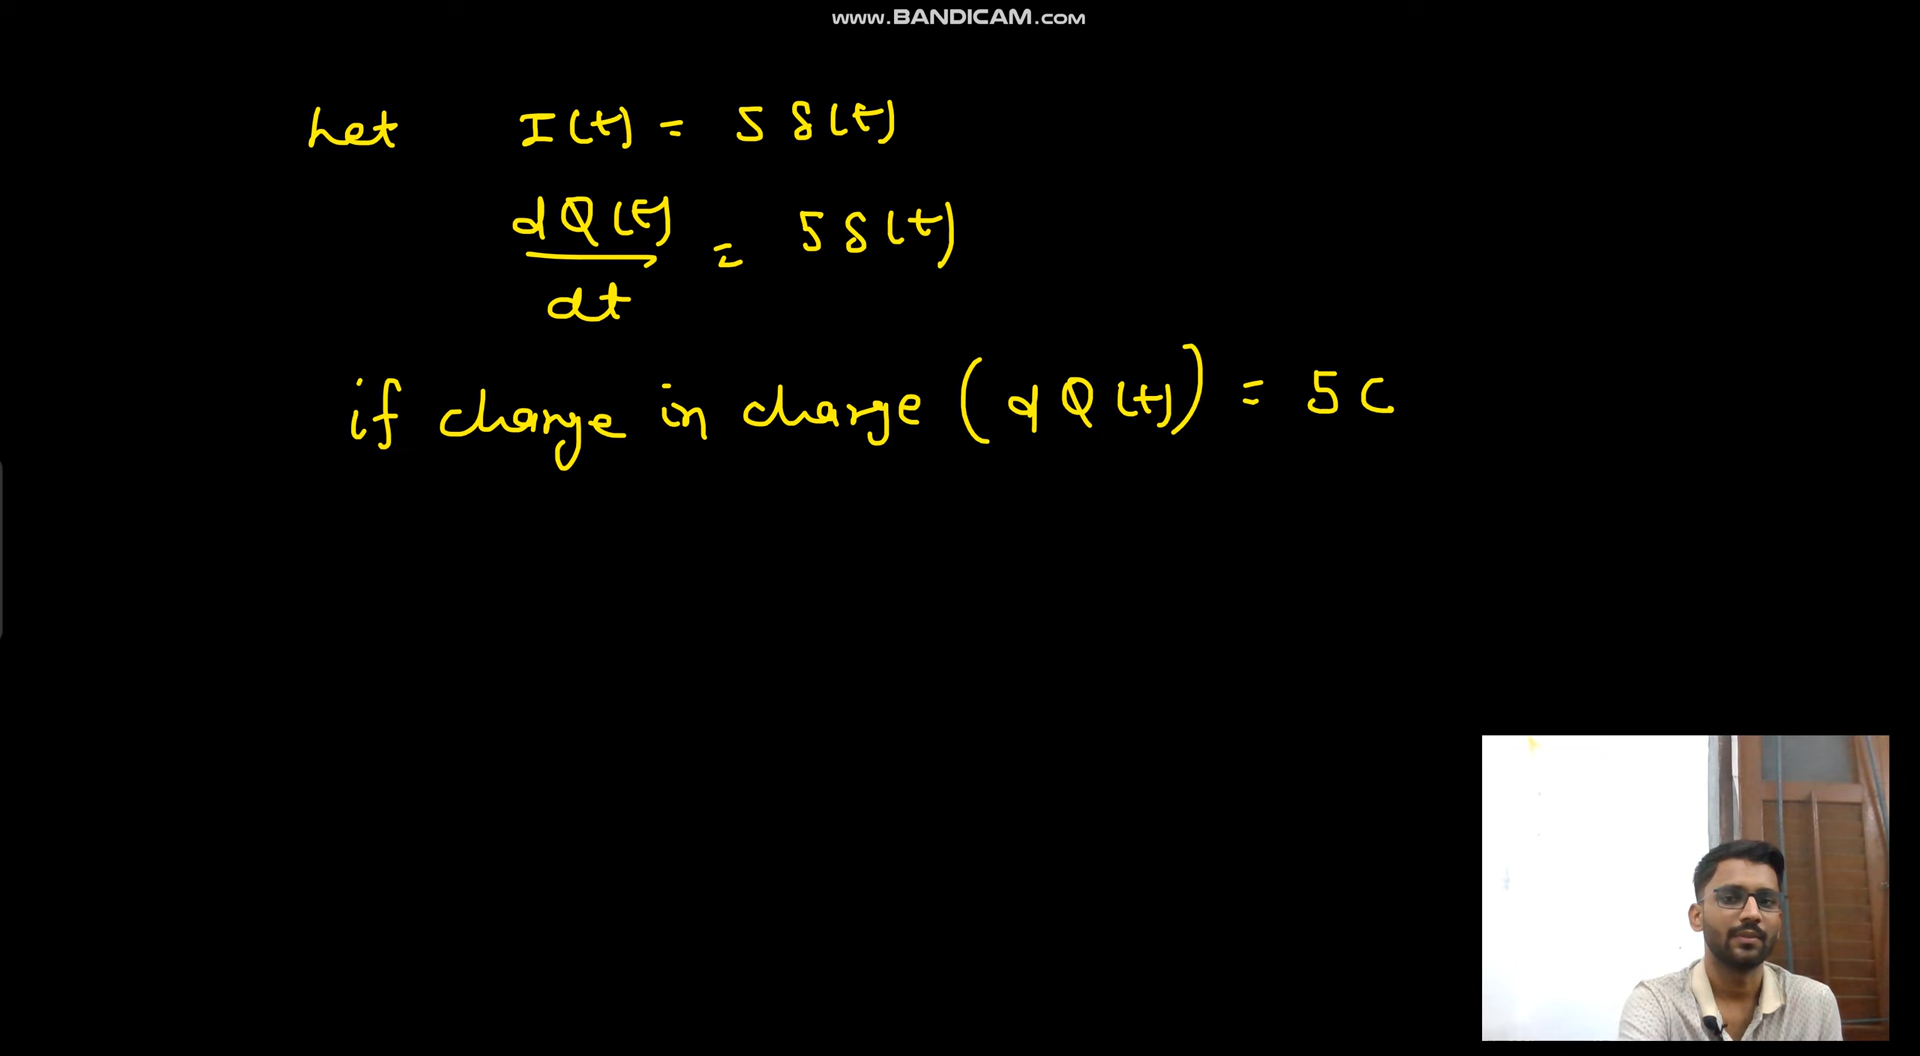 www.BANDICAM.com
Let I(t) = 5 δ(t)
dQ(t)/dt = 5 δ(t)
if change in charge (dQ(t)) = 5 C